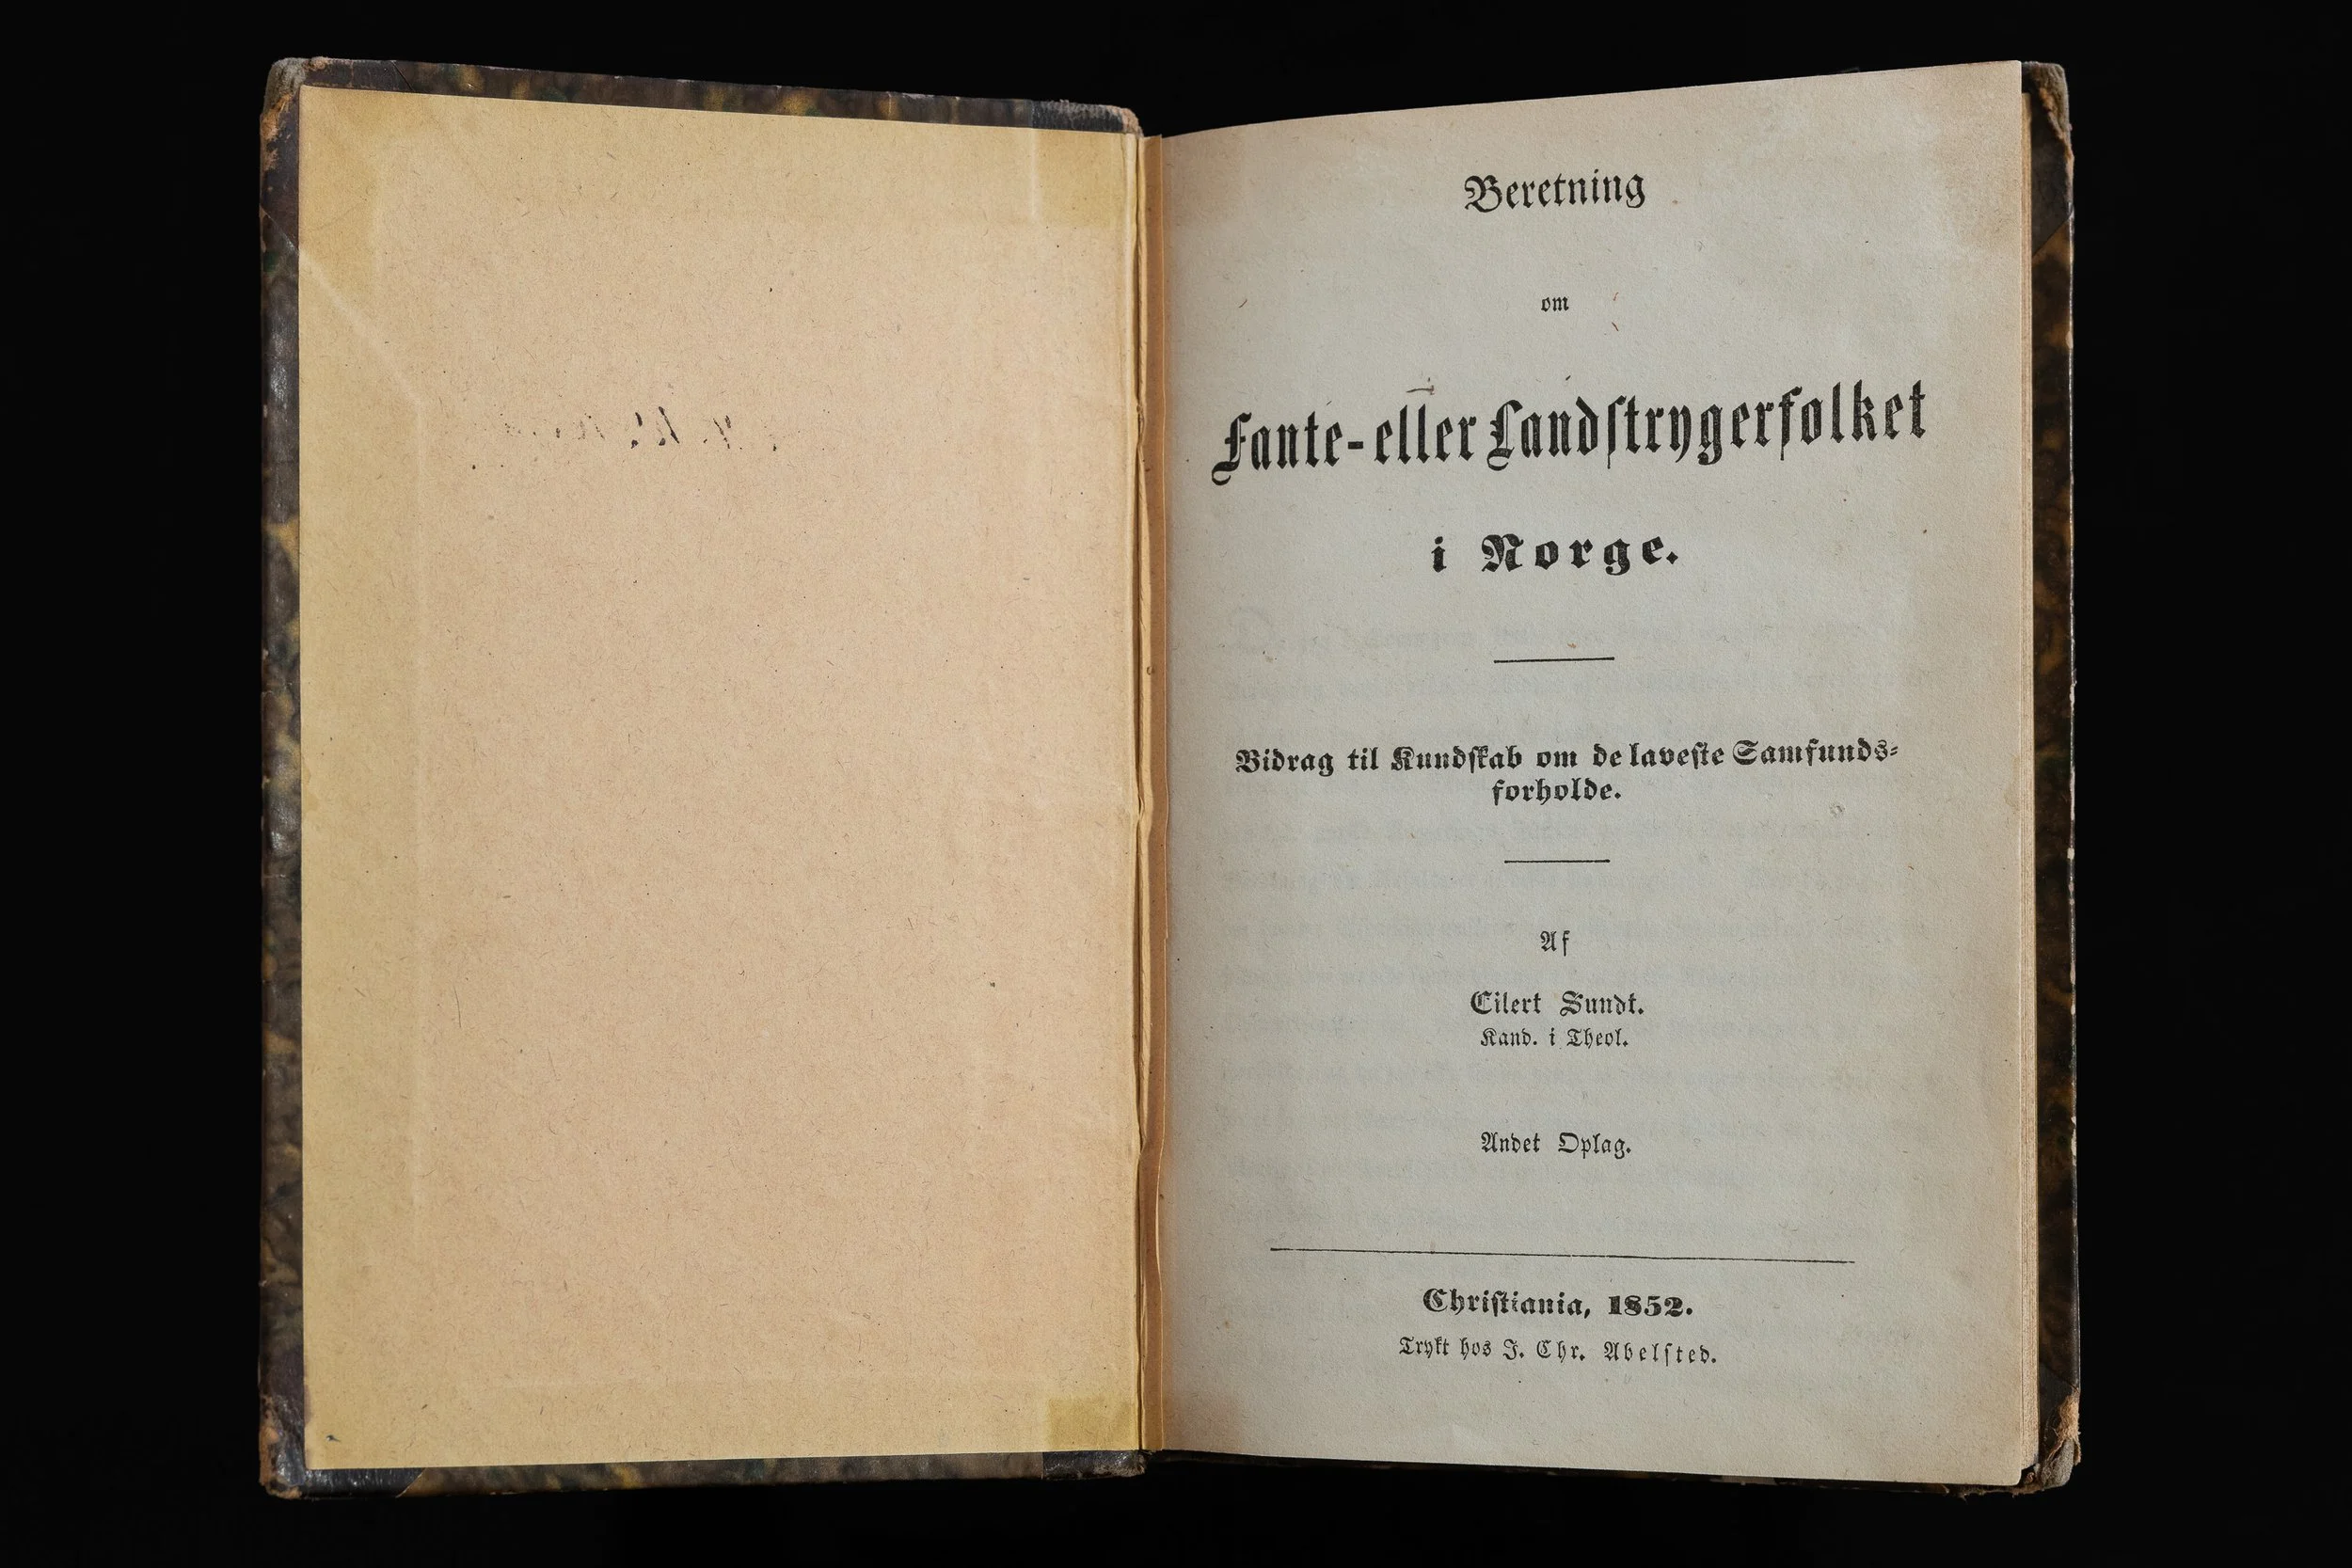 Beretning
om
Fante- eller Landstrygerfolket
i Norge.
Bidrag til Kundskab om de laveste Samfunds-
forholde.
Af
Eilert Sundt.
Kand. i Theol.
Andet Oplag.
Christiania, 1852.
Trykt hos J. Chr. Abelsted.